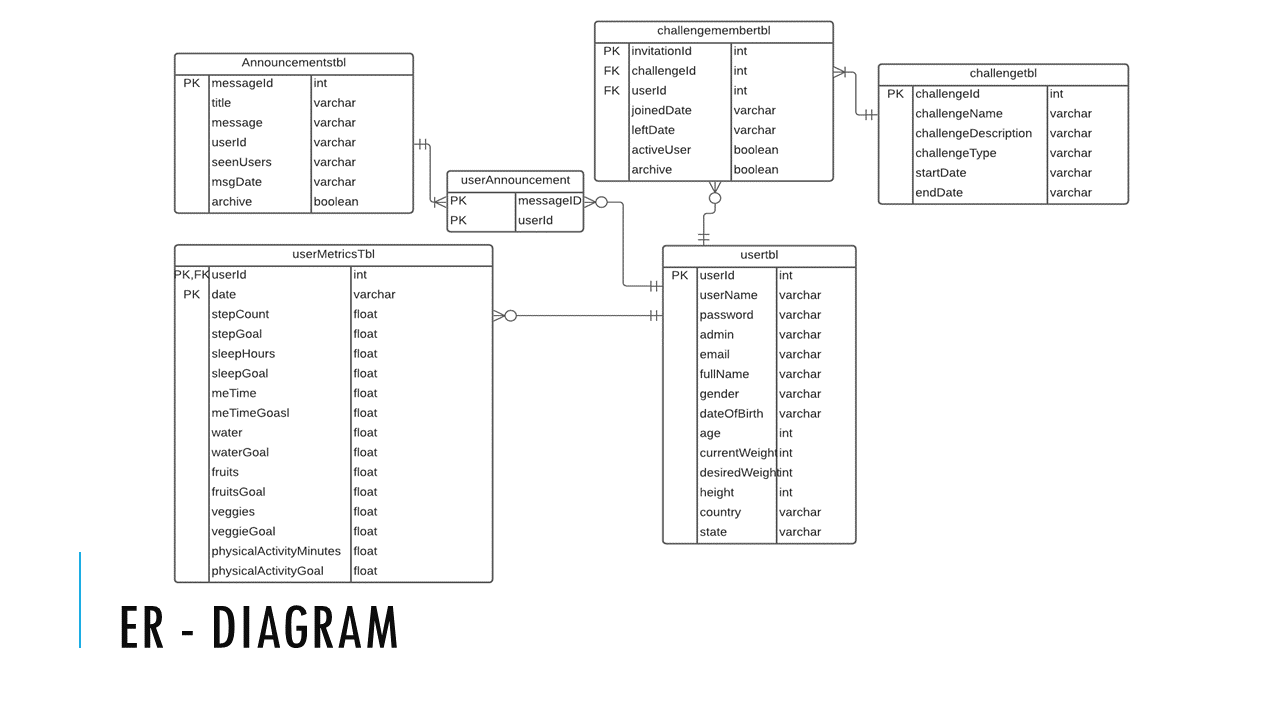 Announcementstbl
PK messageId int
title varchar
message varchar
userId varchar
seenUsers varchar
msgDate varchar
archive boolean
challengemembertbl
PK invitationId int
FK challengeId int
FK userId int
joinedDate varchar
leftDate varchar
activeUser boolean
archive boolean
challengetbl
PK challengeId int
challengeName varchar
challengeDescription varchar
challengeType varchar
startDate varchar
endDate varchar
userAnnouncement
PK messageID
PK userId
userMetricsTbl
PK,FK userId int
PK date varchar
stepCount float
stepGoal float
sleepHours float
sleepGoal float
meTime float
meTimeGoasl float
water float
waterGoal float
fruits float
fruitsGoal float
veggies float
veggieGoal float
physicalActivityMinutes float
physicalActivityGoal float
usertbl
PK userId int
userName varchar
password varchar
admin varchar
email varchar
fullName varchar
gender varchar
dateOfBirth varchar
age int
currentWeight int
desiredWeight int
height int
country varchar
state varchar
ER - DIAGRAM